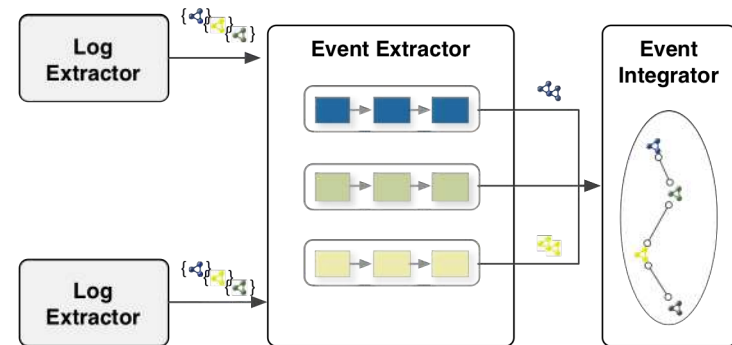 Log
Extractor
{ } { } { }
Event Extractor
Event
Integrator
Log
Extractor
{ } { } { }